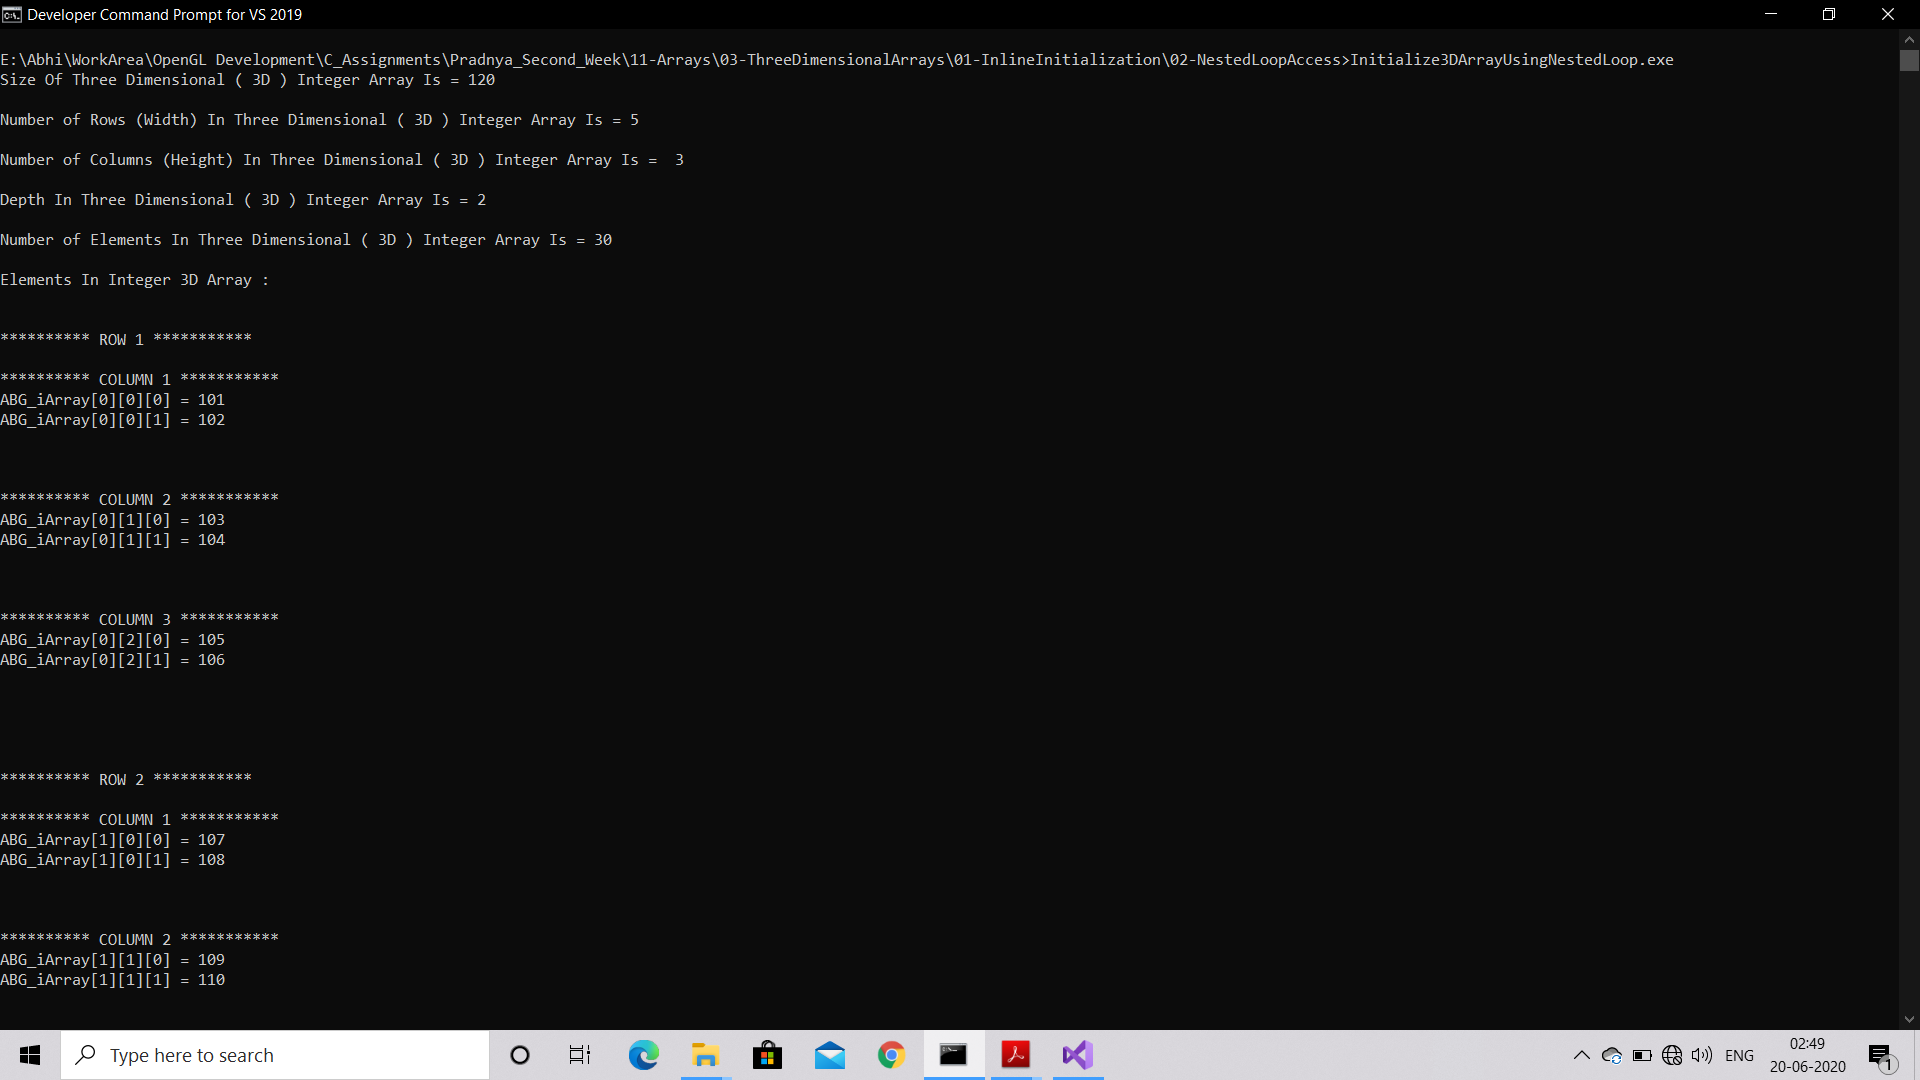 Developer Command Prompt for VS 2019
E:\Abhi\WorkArea\OpenGL Development\C_Assignments\Pradnya_Second_Week\11-Arrays\03-ThreeDimensionalArrays\01-InlineInitialization\02-NestedLoopAccess>Initialize3DArrayUsingNestedLoop.exe
Size Of Three Dimensional ( 3D ) Integer Array Is = 120
Number of Rows (Width) In Three Dimensional ( 3D ) Integer Array Is = 5
Number of Columns (Height) In Three Dimensional ( 3D ) Integer Array Is =  3
Depth In Three Dimensional ( 3D ) Integer Array Is = 2
Number of Elements In Three Dimensional ( 3D ) Integer Array Is = 30
Elements In Integer 3D Array :
********** ROW 1 ***********
********** COLUMN 1 ***********
ABG_iArray[0][0][0] = 101
ABG_iArray[0][0][1] = 102
********** COLUMN 2 ***********
ABG_iArray[0][1][0] = 103
ABG_iArray[0][1][1] = 104
********** COLUMN 3 ***********
ABG_iArray[0][2][0] = 105
ABG_iArray[0][2][1] = 106
********** ROW 2 ***********
********** COLUMN 1 ***********
ABG_iArray[1][0][0] = 107
ABG_iArray[1][0][1] = 108
********** COLUMN 2 ***********
ABG_iArray[1][1][0] = 109
ABG_iArray[1][1][1] = 110
Type here to search
ENG
02:49
20-06-2020
1